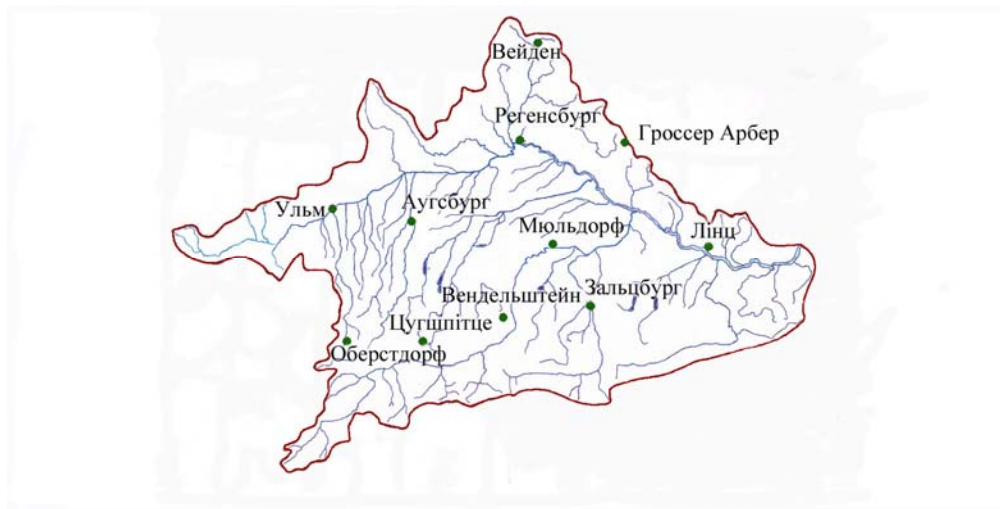 Вейден
Регенсбург
Гроссер Арбер
Ульм
Аугсбург
Мюльдорф
Лінц
Вендельштейн
Зальцбург
Цугшпітце
Оберстдорф